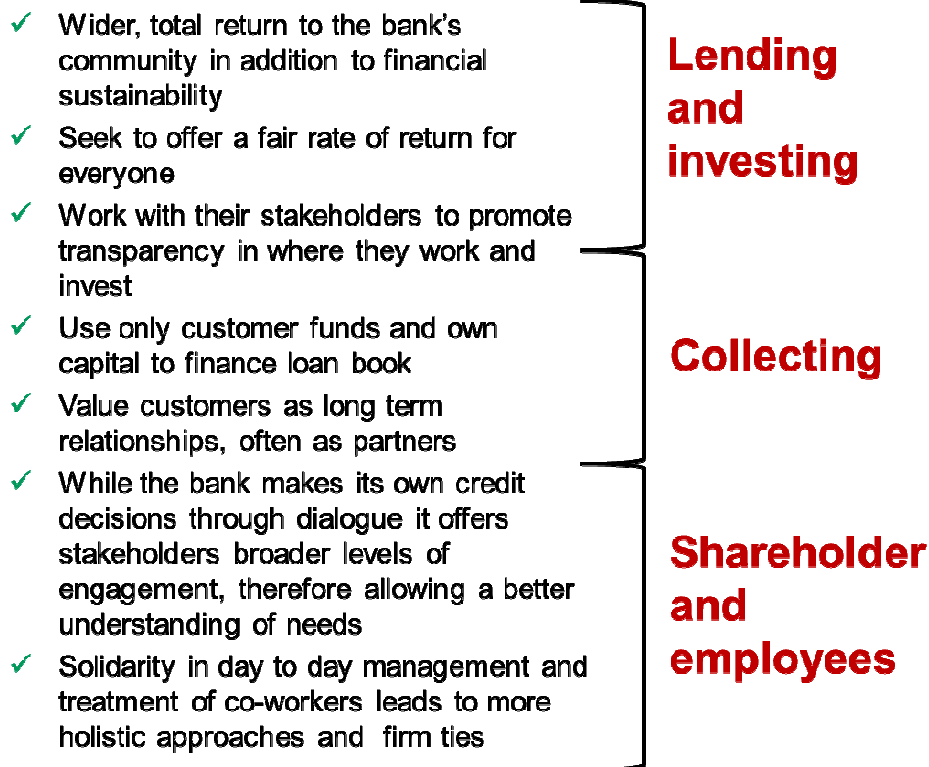 ✓ Wider, total return to the bank's
community in addition to financial
sustainability
✓ Seek to offer a fair rate of return for
everyone
✓ Work with their stakeholders to promote
transparency in where they work and
invest
✓ Use only customer funds and own
capital to finance loan book
✓ Value customers as long term
relationships, often as partners
✓ While the bank makes its own credit
decisions through dialogue it offers
stakeholders broader levels of
engagement, therefore allowing a better
understanding of needs
✓ Solidarity in day to day management and
treatment of co-workers leads to more
holistic approaches and firm ties
Lending
and
investing
Collecting
Shareholder
and
employees